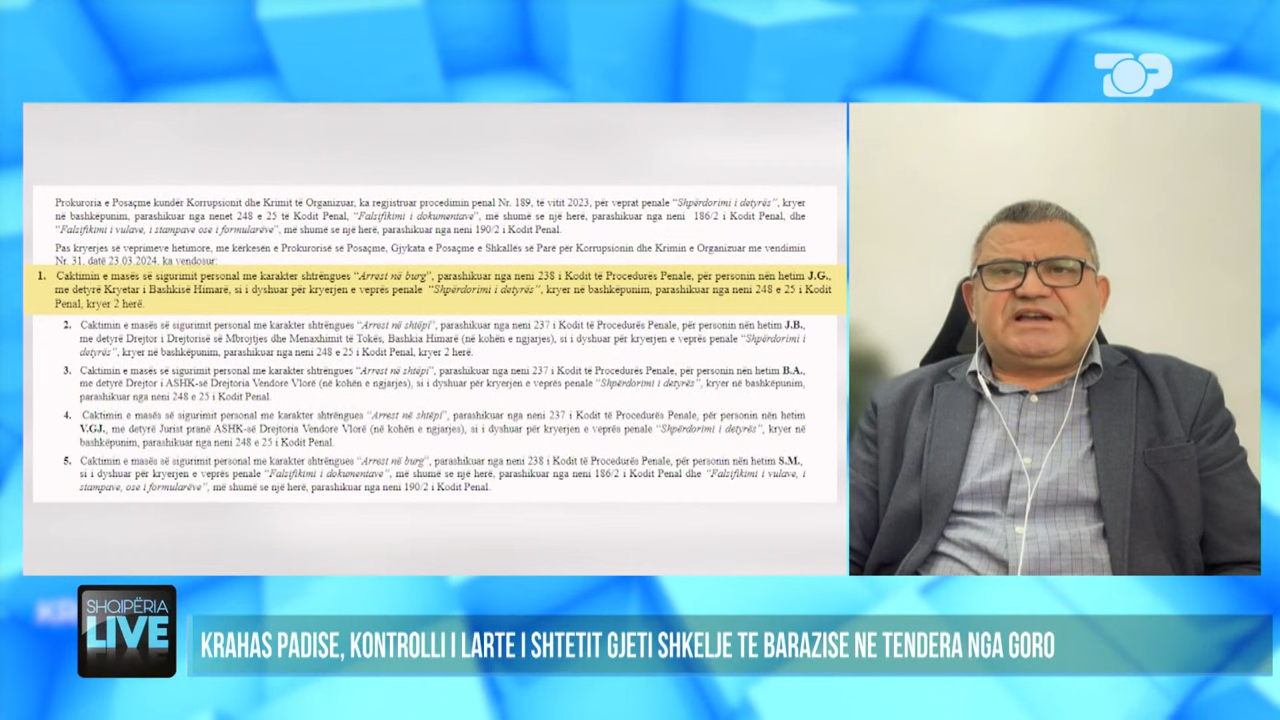 TOP
Prokuroria e Posaçme kundër Korrupsionit dhe Krimit të Organizuar, ka regjistruar procedimin penal Nr. 189, të vitit 2023, për veprat penale “Shpërdorimi i detyrës”, kryer
në bashkëpunim, parashikuar nga nenet 248 e 25 të Kodit Penal, “Falsifikimi i dokumentave”, më shumë se një herë, parashikuar nga neni 186/2 i Kodit Penal, dhe
“Falsifikimi i vulave, i stampave ose i formularëve”, më shumë se një herë, parashikuar nga neni 190/2 i Kodit Penal.
Pas kryerjes së veprimeve hetimore, me kërkesën e Prokurorisë së Posaçme, Gjykata e Posaçme e Shkallës së Parë për Korrupsionin dhe Krimin e Organizuar me vendimin
Nr. 31, datë 23.03.2024, ka vendosur:
1. Caktimin e masës së sigurimit personal me karakter shtrëngues “Arrest në burg”, parashikuar nga neni 238 i Kodit të Procedurës Penale, për personin nën hetim J.G.,
me detyrë Kryetar i Bashkisë Himarë, si i dyshuar për kryerjen e veprës penale “Shpërdorimi i detyrës”, kryer në bashkëpunim, parashikuar nga neni 248 e 25 i Kodit
Penal, kryer 2 herë.
2. Caktimin e masës së sigurimit personal me karakter shtrëngues “Arrest në shtëpi”, parashikuar nga neni 237 i Kodit të Procedurës Penale, për personin nën hetim J.B.,
me detyrë Drejtor i Drejtorisë së Mbrojtjes dhe Menaxhimit të Tokës, Bashkia Himarë (në kohën e ngjarjes), si i dyshuar për kryerjen e veprës penale “Shpërdorimi i
detyrës”, kryer në bashkëpunim, parashikuar nga neni 248 e 25 i Kodit Penal, kryer 2 herë.
3. Caktimin e masës së sigurimit personal me karakter shtrëngues “Arrest në shtëpi”, parashikuar nga neni 237 i Kodit të Procedurës Penale, për personin nën hetim B.A.,
me detyrë Drejtor i ASHK-së Drejtoria Vendore Vlorë (në kohën e ngjarjes), si i dyshuar për kryerjen e veprës penale “Shpërdorimi i detyrës”, kryer në bashkëpunim,
parashikuar nga neni 248 e 25 i Kodit Penal.
4. Caktimin e masës së sigurimit personal me karakter shtrëngues “Arrest në shtëpi”, parashikuar nga neni 237 i Kodit të Procedurës Penale, për personin nën hetim
V.GJ., me detyrë Jurist pranë ASHK-së Drejtoria Vendore Vlorë (në kohën e ngjarjes), si i dyshuar për kryerjen e veprës penale “Shpërdorimi i detyrës”, kryer në
bashkëpunim, parashikuar nga neni 248 e 25 i Kodit Penal.
5. Caktimin e masës së sigurimit personal me karakter shtrëngues “Arrest në burg”, parashikuar nga neni 238 i Kodit të Procedurës Penale, për personin nën hetim S.M.,
si i dyshuar për kryerjen e veprës penale “Falsifikimi i dokumentave”, më shumë se një herë, parashikuar nga neni 186/2 i Kodit Penal dhe “Falsifikimi i vulave, i
stampave, ose i formularëve”, më shumë se një herë, parashikuar nga neni 190/2 i Kodit Penal.
SHQIPËRIA
LIVE
KRAHAS PADISE, KONTROLLI I LARTE I SHTETIT GJETI SHKELJE TE BARAZISE NE TENDERA NGA GORO